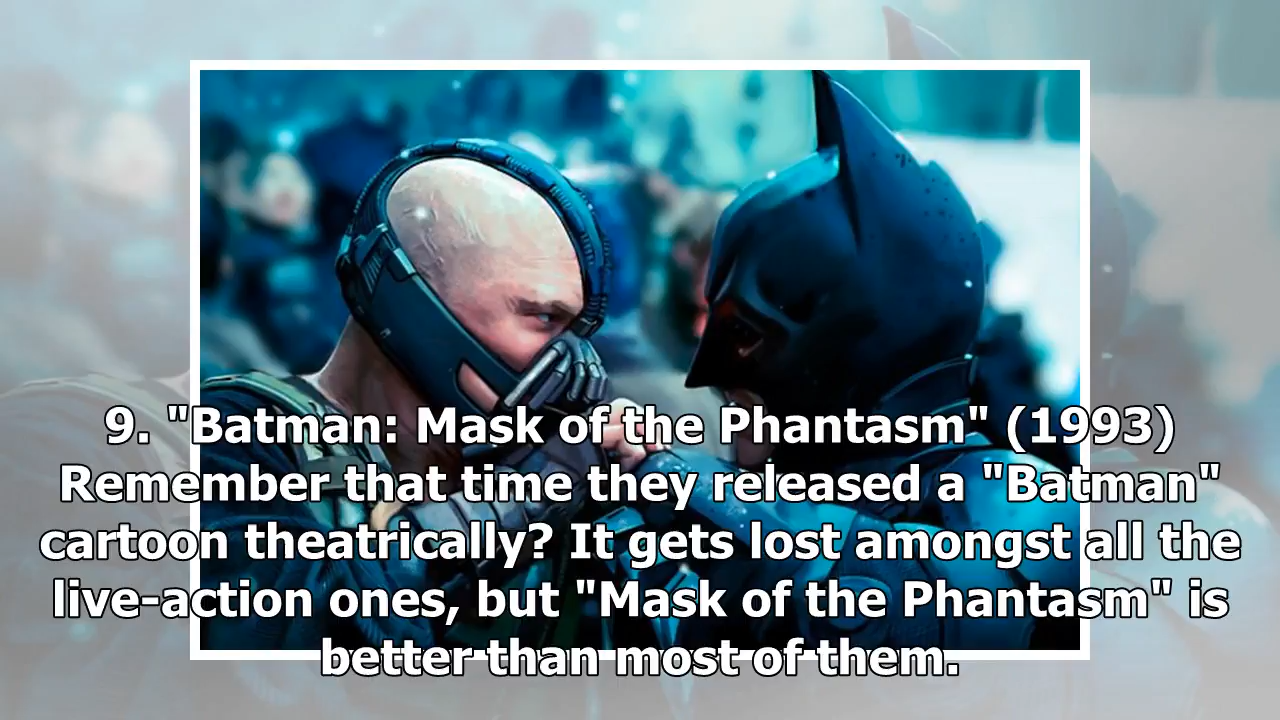 9. "Batman: Mask of the Phantasm" (1993)
Remember that time they released a "Batman"
cartoon theatrically? It gets lost amongst all the
live-action ones, but "Mask of the Phantasm" is
better than most of them.